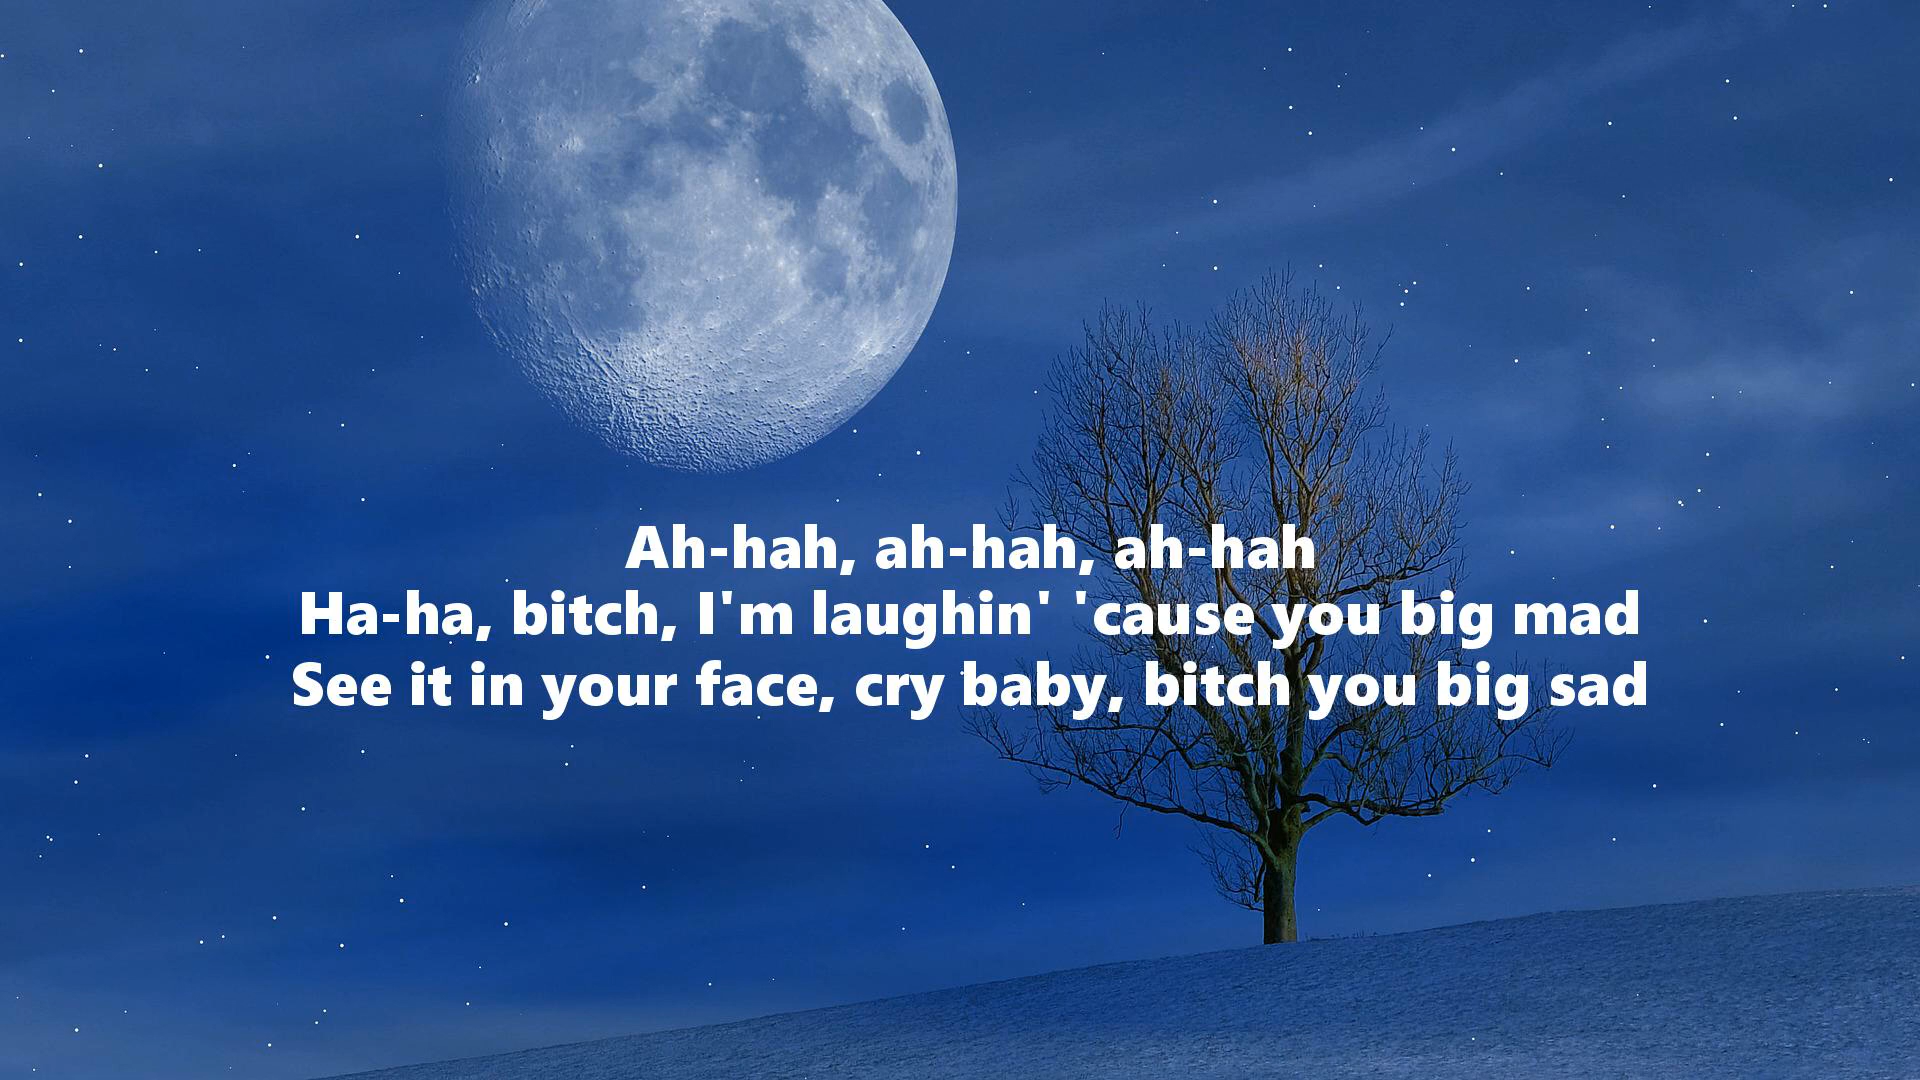 Ah-hah, ah-hah, ah-hah
Ha-ha, bitch, I'm laughin' 'cause you big mad
See it in your face, cry baby, bitch you big sad